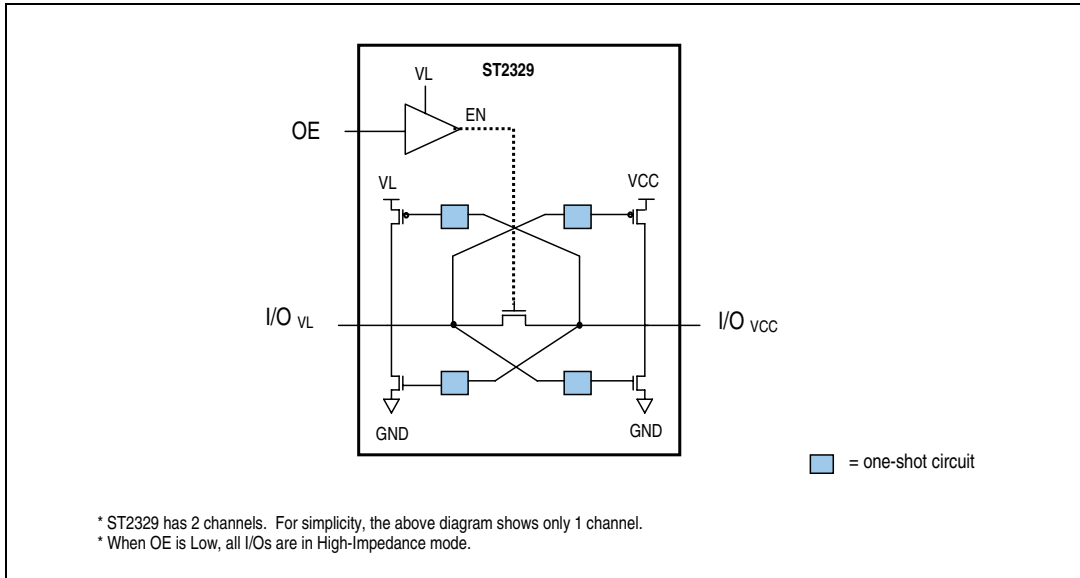 ST2329
VL
EN
OE
VL
VCC
I/O VL
I/O VCC
GND
GND
= one-shot circuit
* ST2329 has 2 channels. For simplicity, the above diagram shows only 1 channel.
* When OE is Low, all I/Os are in High-Impedance mode.